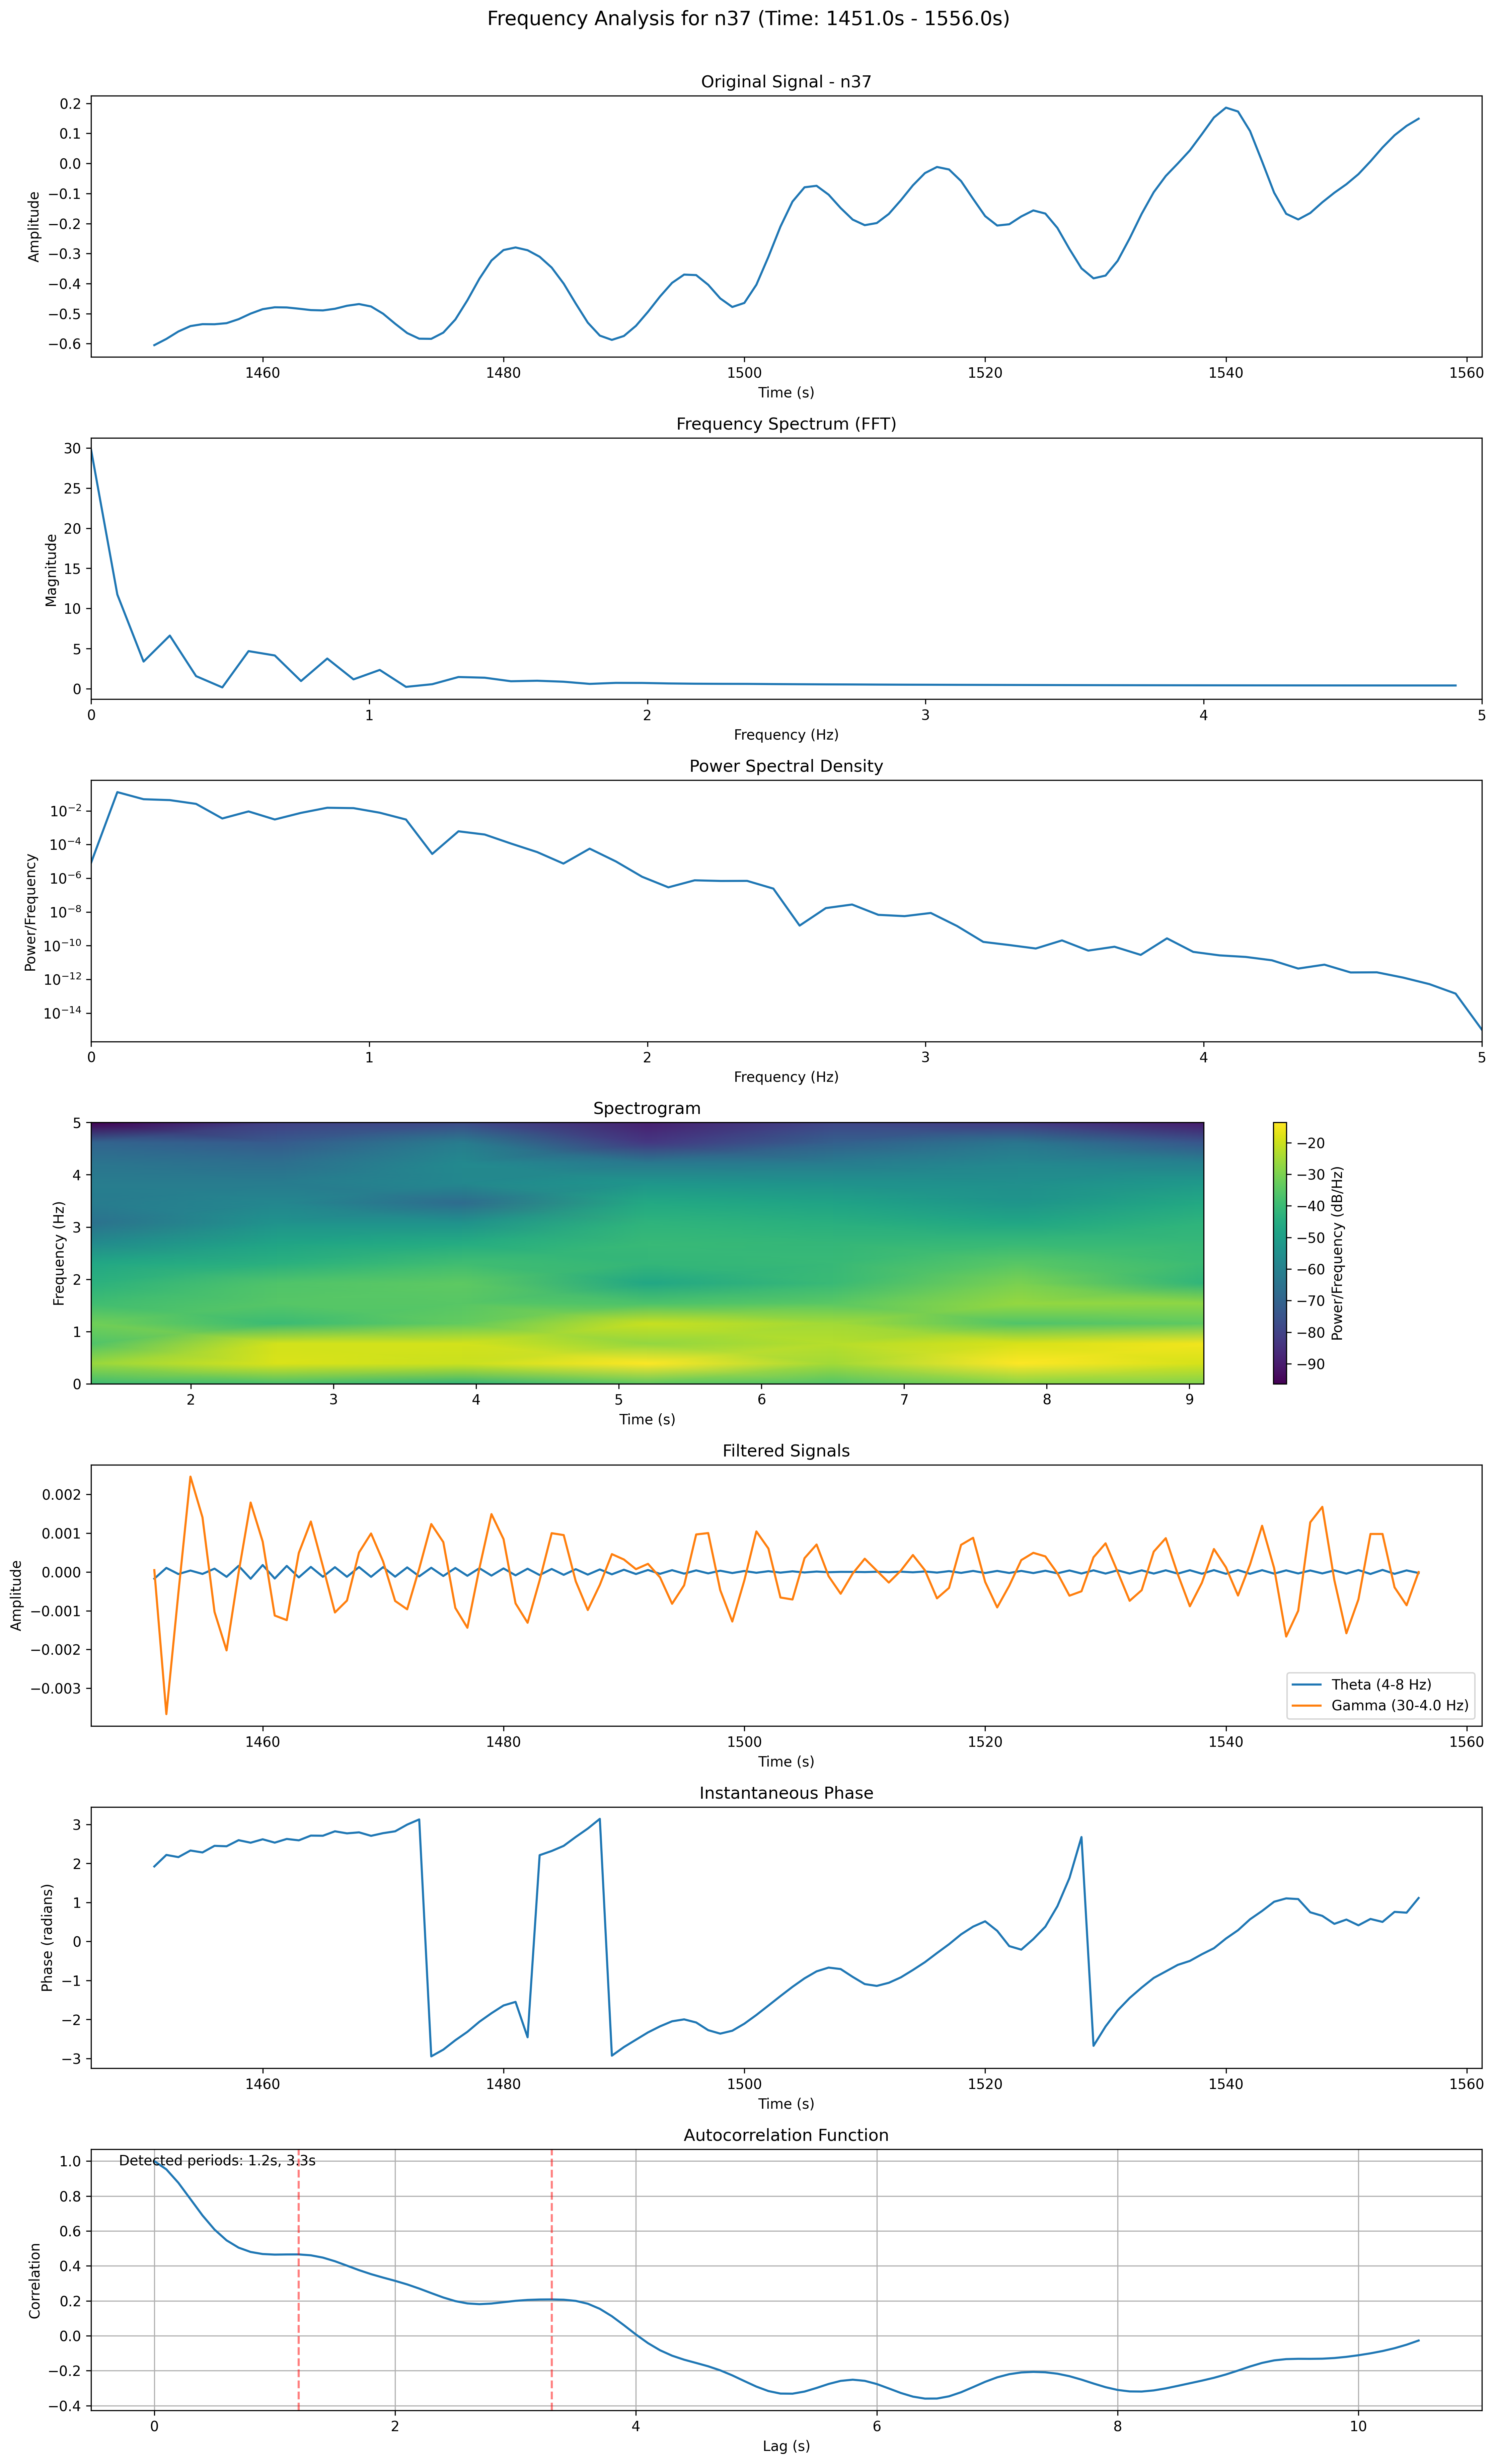 Frequency Analysis for n37 (Time: 1451.0s - 1556.0s)
Original Signal - n37
0.2
0.1
0.0
−0.1
−0.2
−0.3
−0.4
−0.5
−0.6
Amplitude
1460 1480 1500 1520 1540 1560
Time (s)
Frequency Spectrum (FFT)
30
25
20
15
10
5
0
Magnitude
0 1 2 3 4 5
Frequency (Hz)
Power Spectral Density
10⁻²
10⁻⁴
10⁻⁶
10⁻⁸
10⁻¹⁰
10⁻¹²
10⁻¹⁴
Power/Frequency
0 1 2 3 4 5
Frequency (Hz)
Spectrogram
5
4
3
2
1
0
Frequency (Hz)
2 3 4 5 6 7 8 9
Time (s)
−20
−30
−40
−50
−60
−70
−80
−90
Power/Frequency (dB/Hz)
Filtered Signals
0.002
0.001
0.000
−0.001
−0.002
−0.003
Amplitude
Theta (4-8 Hz)
Gamma (30-4.0 Hz)
1460 1480 1500 1520 1540 1560
Time (s)
Instantaneous Phase
3
2
1
0
−1
−2
−3
Phase (radians)
1460 1480 1500 1520 1540 1560
Time (s)
Autocorrelation Function
Detected periods: 1.2s, 3.3s
1.0
0.8
0.6
0.4
0.2
0.0
−0.2
−0.4
Correlation
0 2 4 6 8 10
Lag (s)